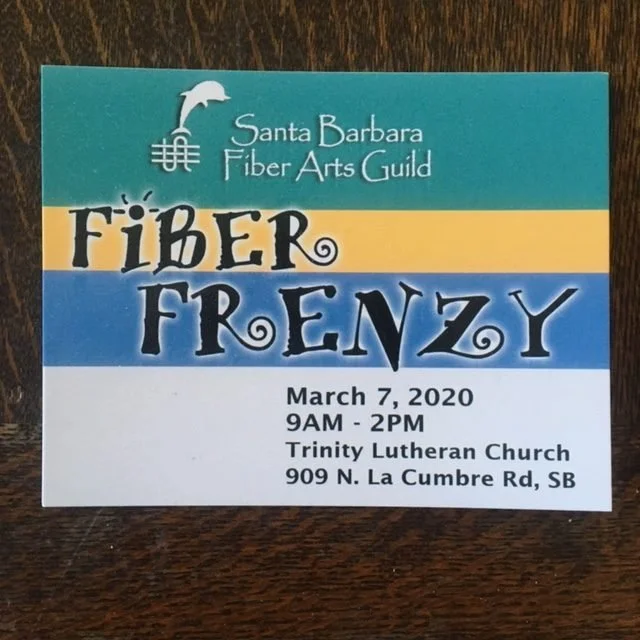 Santa Barbara
Fiber Arts Guild
FiBER
FRENZY
March 7, 2020
9AM - 2PM
Trinity Lutheran Church
909 N. La Cumbre Rd, SB